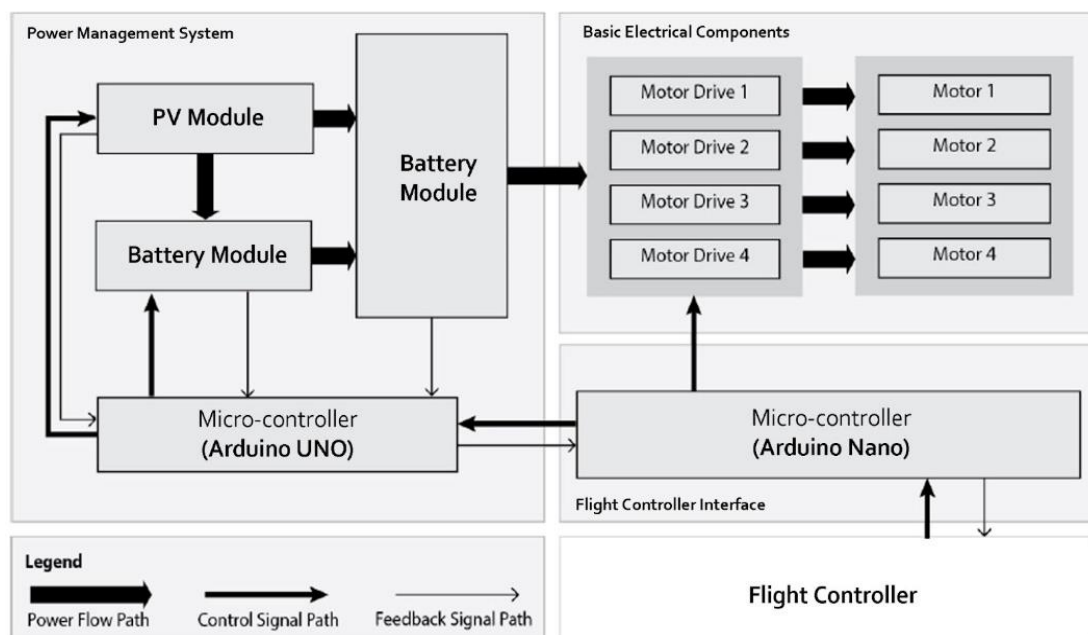 Power Management System
PV Module
Battery Module
Battery
Module
Micro-controller
(Arduino UNO)
Basic Electrical Components
Motor Drive 1
Motor 1
Motor Drive 2
Motor 2
Motor Drive 3
Motor 3
Motor Drive 4
Motor 4
Micro-controller
(Arduino Nano)
Flight Controller Interface
Legend
Power Flow Path
Control Signal Path
Feedback Signal Path
Flight Controller